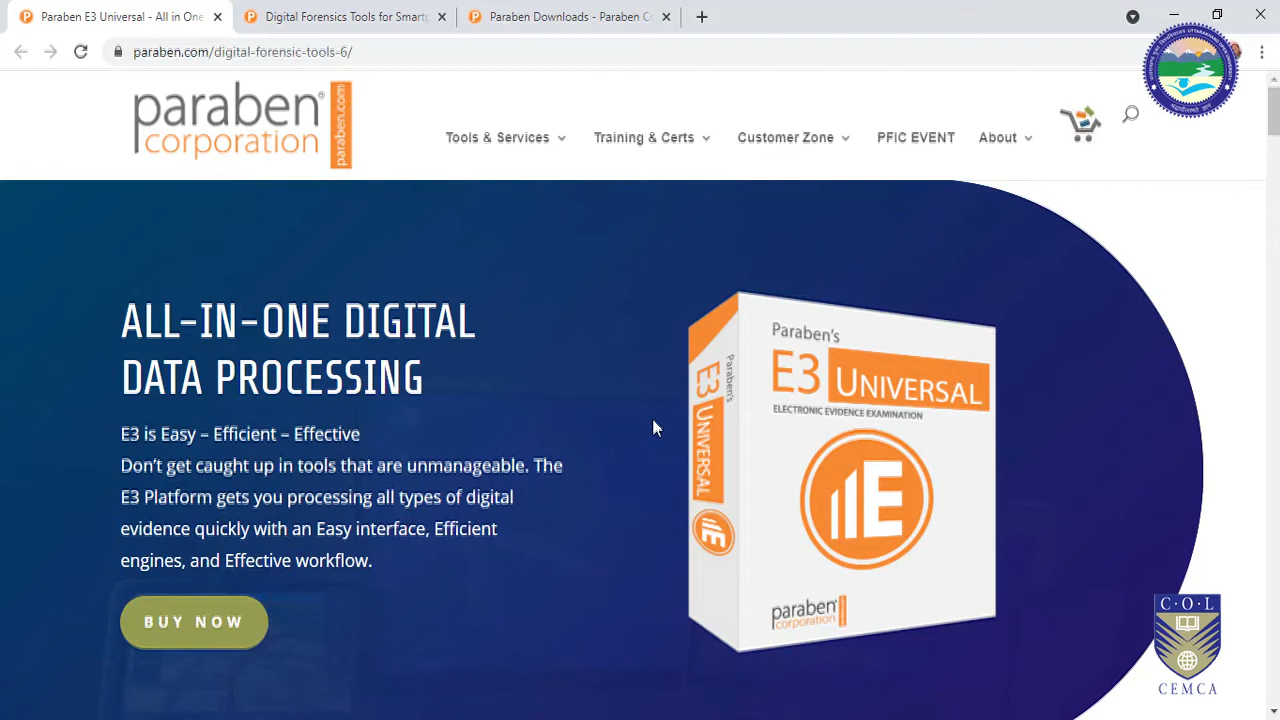 Paraben E3 Universal - All in One
Digital Forensics Tools for Smart
Paraben Downloads - Paraben Co
paraben.com/digital-forensic-tools-6/
paraben®
corporation
paraben.com
Tools & Services
Training & Certs
Customer Zone
PFIC EVENT
About
ALL-IN-ONE DIGITAL
DATA PROCESSING
E3 is Easy – Efficient – Effective
Don't get caught up in tools that are unmanageable. The
E3 Platform gets you processing all types of digital
evidence quickly with an Easy interface, Efficient
engines, and Effective workflow.
BUY NOW
Paraben's
E3 UNIVERSAL
Paraben's
E3 UNIVERSAL
ELECTRONIC EVIDENCE EXAMINATION
E
E
paraben®
corporation
C·O·L
CEMCA